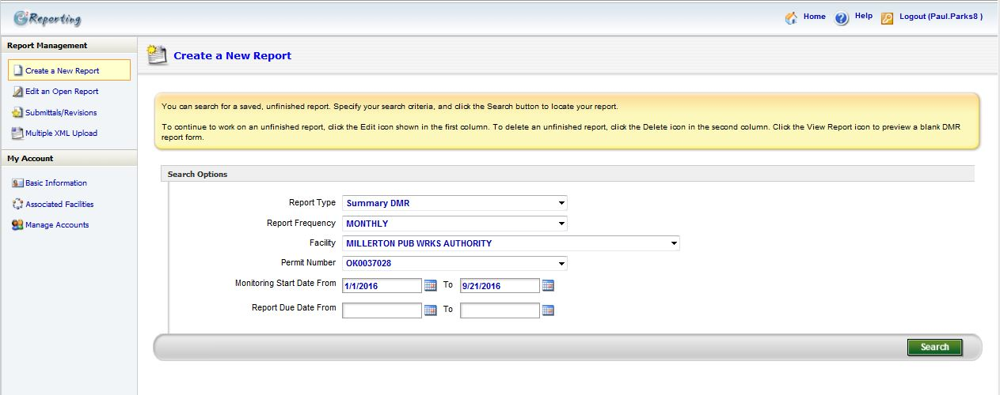 G2 Reporting
Home Help Logout (Paul.Parks8 )
Report Management
Create a New Report
Edit an Open Report
Submittals/Revisions
Multiple XML Upload
My Account
Basic Information
Associated Facilities
Manage Accounts
Create a New Report
You can search for a saved, unfinished report. Specify your search criteria, and click the Search button to locate your report.
To continue to work on an unfinished report, click the Edit icon shown in the first column. To delete an unfinished report, click the Delete icon in the second column. Click the View Report icon to preview a blank DMR
report form.
Search Options
Report Type Summary DMR
Report Frequency MONTHLY
Facility MILLERTON PUB WRKS AUTHORITY
Permit Number OK0037028
Monitoring Start Date From 1/1/2016 To 9/21/2016
Report Due Date From To
Search